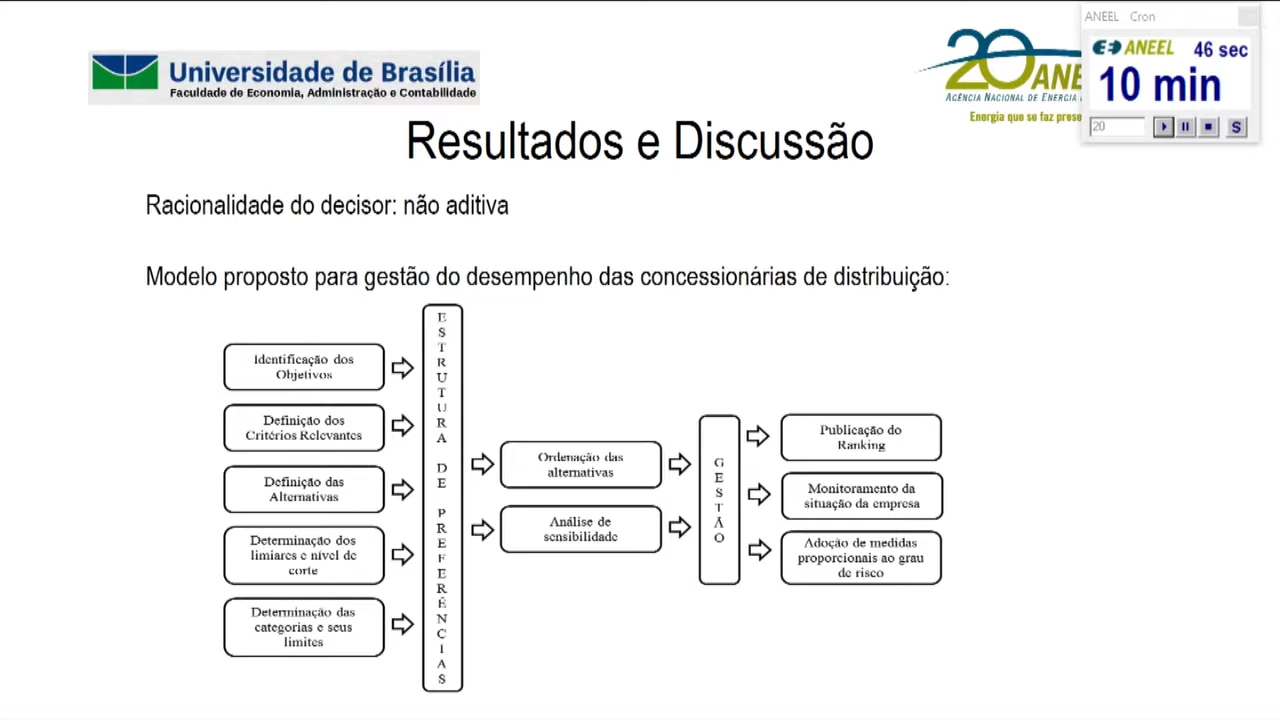 Universidade de Brasília
Faculdade de Economia, Administração e Contabilidade
20 ANE
AGÊNCIA NACIONAL DE ENERGIA
Energia que se faz prese
ANEEL Cron
ANEEL 46 sec
10 min
20
S
Resultados e Discussão
Racionalidade do decisor: não aditiva
Modelo proposto para gestão do desempenho das concessionárias de distribuição:
Identificação dos
Objetivos
Definição dos
Critérios Relevantes
Definição das
Alternativas
Determinação dos
limiares e nível de
corte
Determinação das
categorias e seus
limites
ESTRUTURA DE PREFERÊNCIAS
Ordenação das
alternativas
Análise de
sensibilidade
GESTÃO
Publicação do
Ranking
Monitoramento da
situação da empresa
Adoção de medidas
proporcionais ao grau
de risco